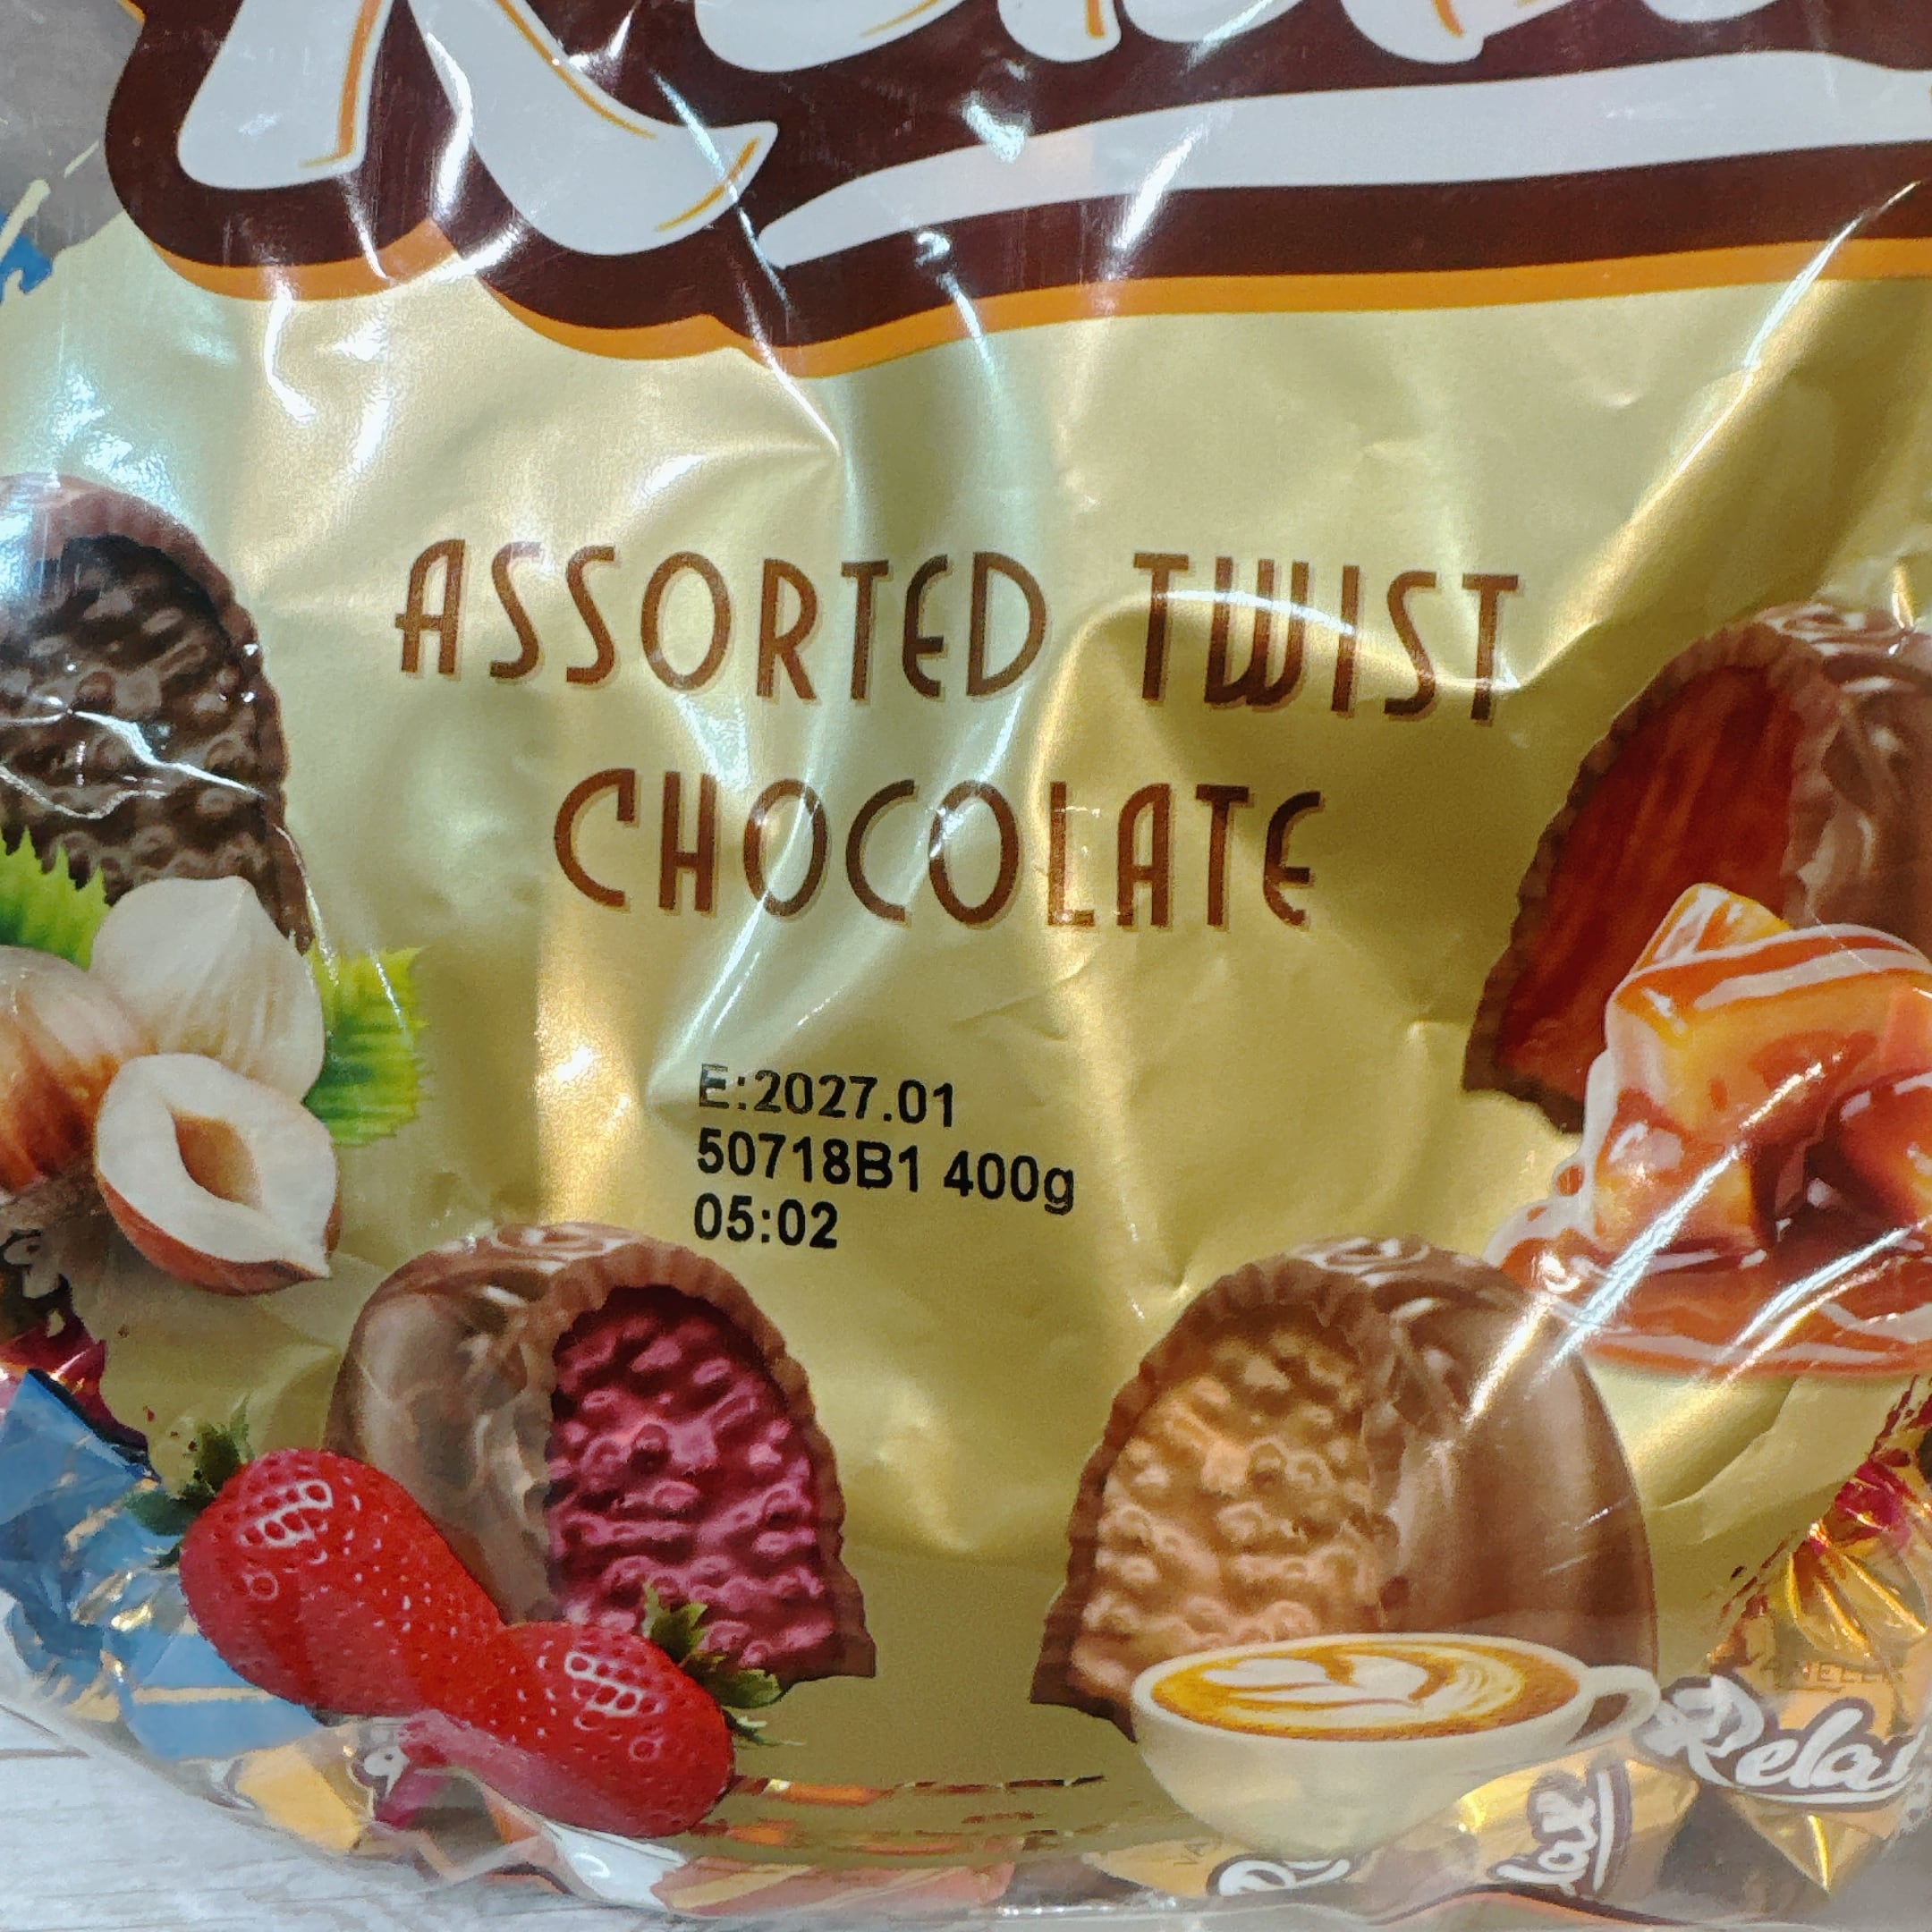 ASSORTED TWIST
CHOCOLATE
E:2027.01
50718B1 400g
05:02